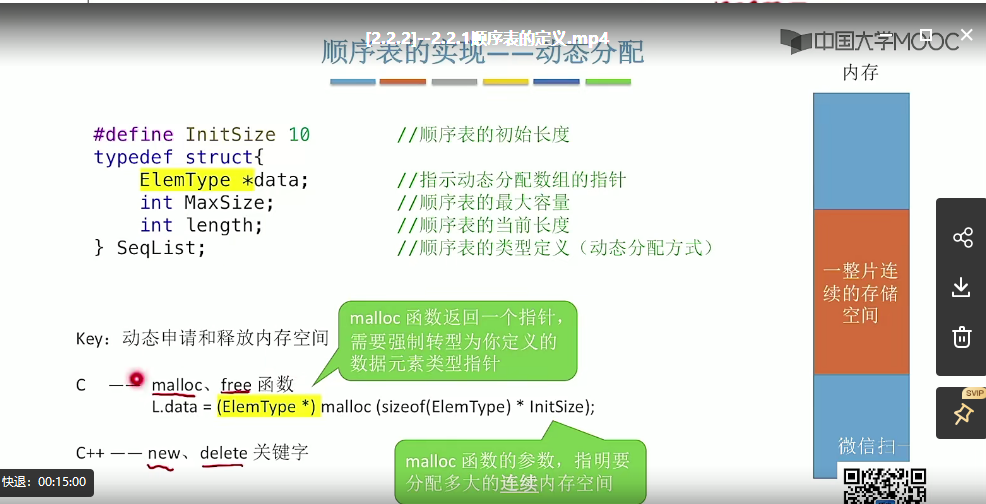 [2.2.2]--2.2.1顺序表的定义.mp4
顺序表的实现——动态分配
中国大学MOOC
内存
#define InitSize 10 //顺序表的初始长度
typedef struct{
ElemType *data; //指示动态分配数组的指针
int MaxSize; //顺序表的最大容量
int length; //顺序表的当前长度
} SeqList; //顺序表的类型定义（动态分配方式）
一整片连
续的存储
空间
malloc 函数返回一个指针，
需要强制转型为你定义的
数据元素类型指针
Key：动态申请和释放内存空间
C —— malloc、free 函数
L.data = (ElemType *) malloc (sizeof(ElemType) * InitSize);
C++ —— new、delete 关键字
malloc 函数的参数，指明要
分配多大的连续内存空间
SVIP
微信扫一
快退：00:15:00